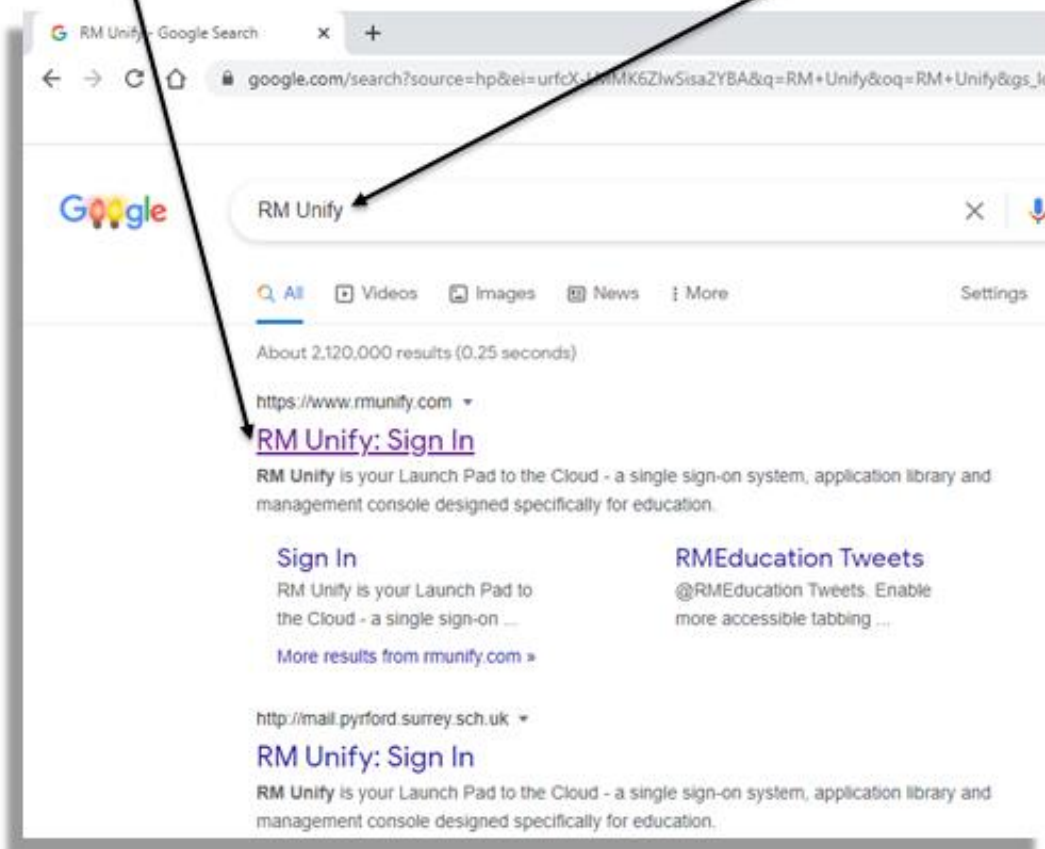 RM Unify - Google Search
google.com/search?source=hp&ei=urfcX-
RM+Unify&oq=RM+Unify&gs_l
Google
RM Unify
All Videos Images News More Settings
About 2,120,000 results (0.25 seconds)
https://www.rmunify.com
RM Unify: Sign In
RM Unify is your Launch Pad to the Cloud - a single sign-on system, application library and
management console designed specifically for education.
Sign In
RM Unify is your Launch Pad to
the Cloud - a single sign-on ...
More results from rmunify.com »
RMEducation Tweets
@RMEducation Tweets. Enable
more accessible tabbing ...
http://mail.pyrford.surrey.sch.uk
RM Unify: Sign In
RM Unify is your Launch Pad to the Cloud - a single sign-on system, application library and
management console designed specifically for education.